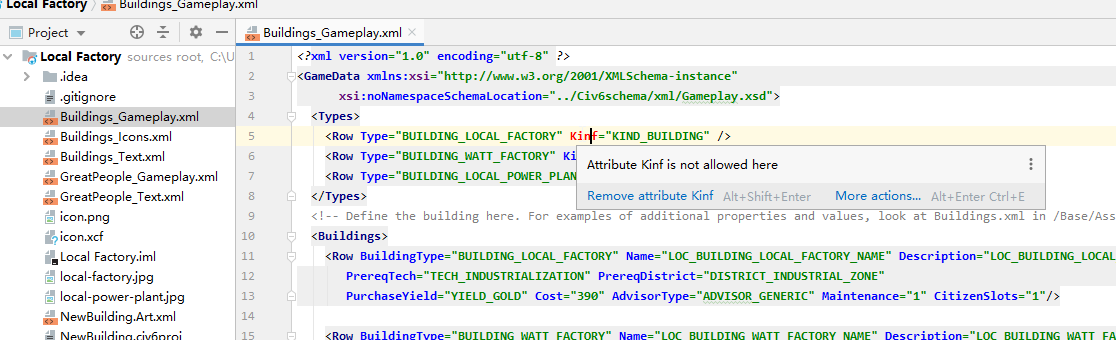 Local Factory Buildings_Gameplay.xml
Project
Buildings_Gameplay.xml
Local Factory sources root, C:\U
.idea
.gitignore
Buildings_Gameplay.xml
Buildings_Icons.xml
Buildings_Text.xml
GreatPeople_Gameplay.xml
GreatPeople_Text.xml
icon.png
icon.xcf
Local Factory.iml
local-factory.jpg
local-power-plant.jpg
NewBuilding.Art.xml
NewBuilding.civ6proj
1 <?xml version="1.0" encoding="utf-8" ?>
2 <GameData xmlns:xsi="http://www.w3.org/2001/XMLSchema-instance"
3 xsi:noNamespaceSchemaLocation="../Civ6schema/xml/Gameplay.xsd">
4 <Types>
5 <Row Type="BUILDING_LOCAL_FACTORY" Kinf="KIND_BUILDING" />
6 <Row Type="BUILDING_WATT_FACTORY" Ki
7 <Row Type="BUILDING_LOCAL_POWER_PLAN
8 </Types>
Attribute Kinf is not allowed here
Remove attribute Kinf Alt+Shift+Enter More actions... Alt+Enter Ctrl+E
9 <!-- Define the building here. For examples of additional properties and values, look at Buildings.xml in /Base/Ass
10 <Buildings>
11 <Row BuildingType="BUILDING_LOCAL_FACTORY" Name="LOC_BUILDING_LOCAL_FACTORY_NAME" Description="LOC_BUILDING_LOCAL
12 PrereqTech="TECH_INDUSTRIALIZATION" PrereqDistrict="DISTRICT_INDUSTRIAL_ZONE"
13 PurchaseYield="YIELD_GOLD" Cost="390" AdvisorType="ADVISOR_GENERIC" Maintenance="1" CitizenSlots="1"/>
14
15 <Row BuildingType="BUILDING_WATT_FACTORY" Name="LOC_BUILDING_WATT_FACTORY_NAME" Description="LOC_BUILDING_WATT_FA